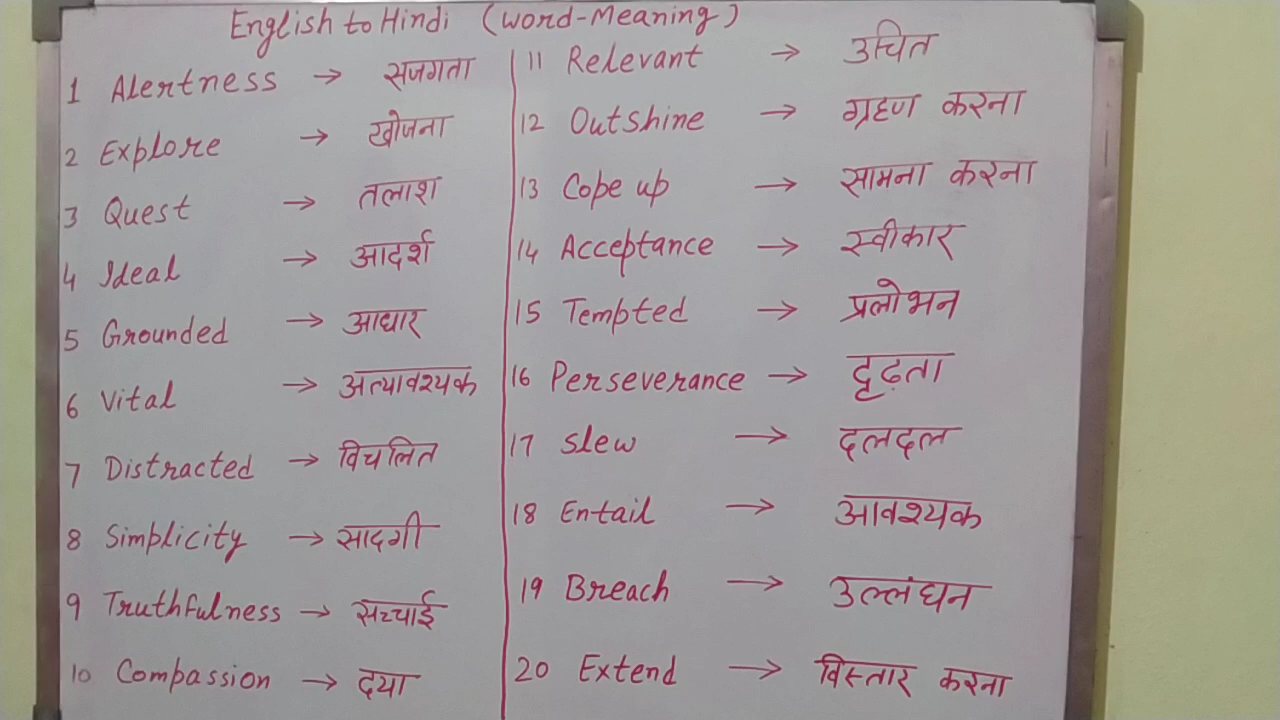 English to Hindi (Word-Meaning)
1 Alertness → सजगता
2 Explore → खोजना
3 Quest → तलाश
4 Ideal → आदर्श
5 Grounded → आधार
6 Vital → अत्यावश्यक
7 Distracted → विचलित
8 Simplicity → सादगी
9 Truthfulness → सच्चाई
10 Compassion → दया
11 Relevant → उचित
12 Outshine → ग्रहण करना
13 Cope up → सामना करना
14 Acceptance → स्वीकार
15 Tempted → प्रलोभन
16 Perseverance → दृढ़ता
17 Slew → दलदल
18 Entail → आवश्यक
19 Breach → उल्लंघन
20 Extend → विस्तार करना